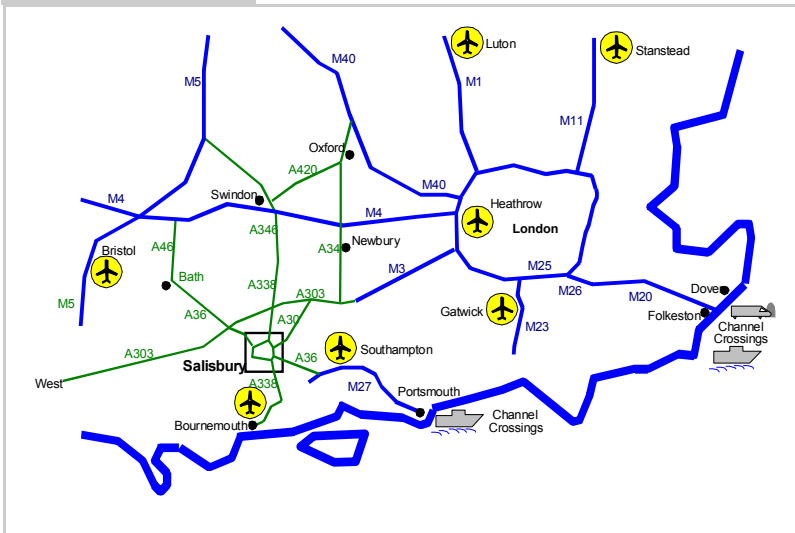 Luton
Stanstead
M40
M5
M1
M11
Oxford
A420
Swindon
M40
M4
Heathrow
London
M4
A346
Bristol
A46
A34
Newbury
Bath
M3
M25
M26
M20
Dove
M5
A338
A303
Gatwick
Folkeston
A36
A30
M23
Channel
Crossings
A303
Southampton
Salisbury
A36
West
A338
M27
Portsmouth
Bournemouth
Channel
Crossings